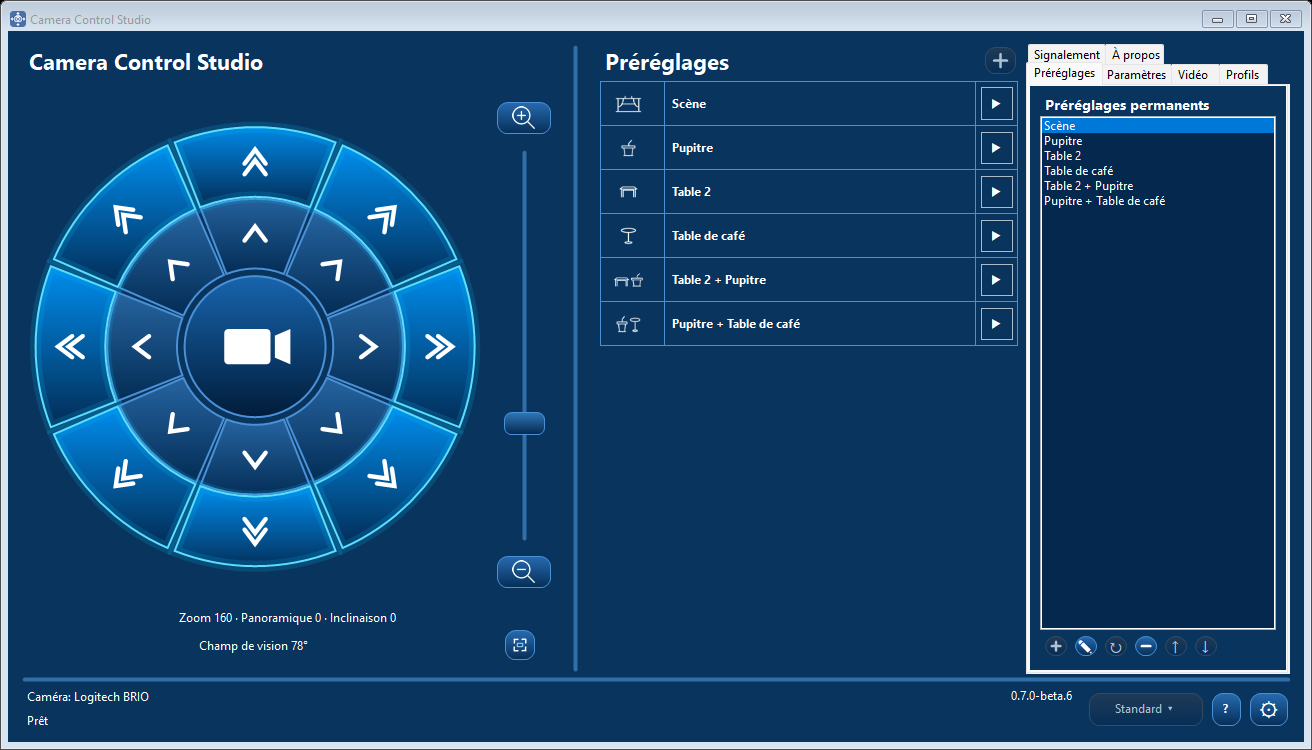 Camera Control Studio
Camera Control Studio
Zoom 160 · Panoramique 0 · Inclinaison 0
Champ de vision 78°
Préréglages
Scène
Pupitre
Table 2
Table de café
Table 2 + Pupitre
Pupitre + Table de café
Signalement À propos
Préréglages Paramètres Vidéo Profils
Préréglages permanents
Scène
Pupitre
Table 2
Table de café
Table 2 + Pupitre
Pupitre + Table de café
Caméra: Logitech BRIO
Prêt
0.7.0-beta.6
Standard
?